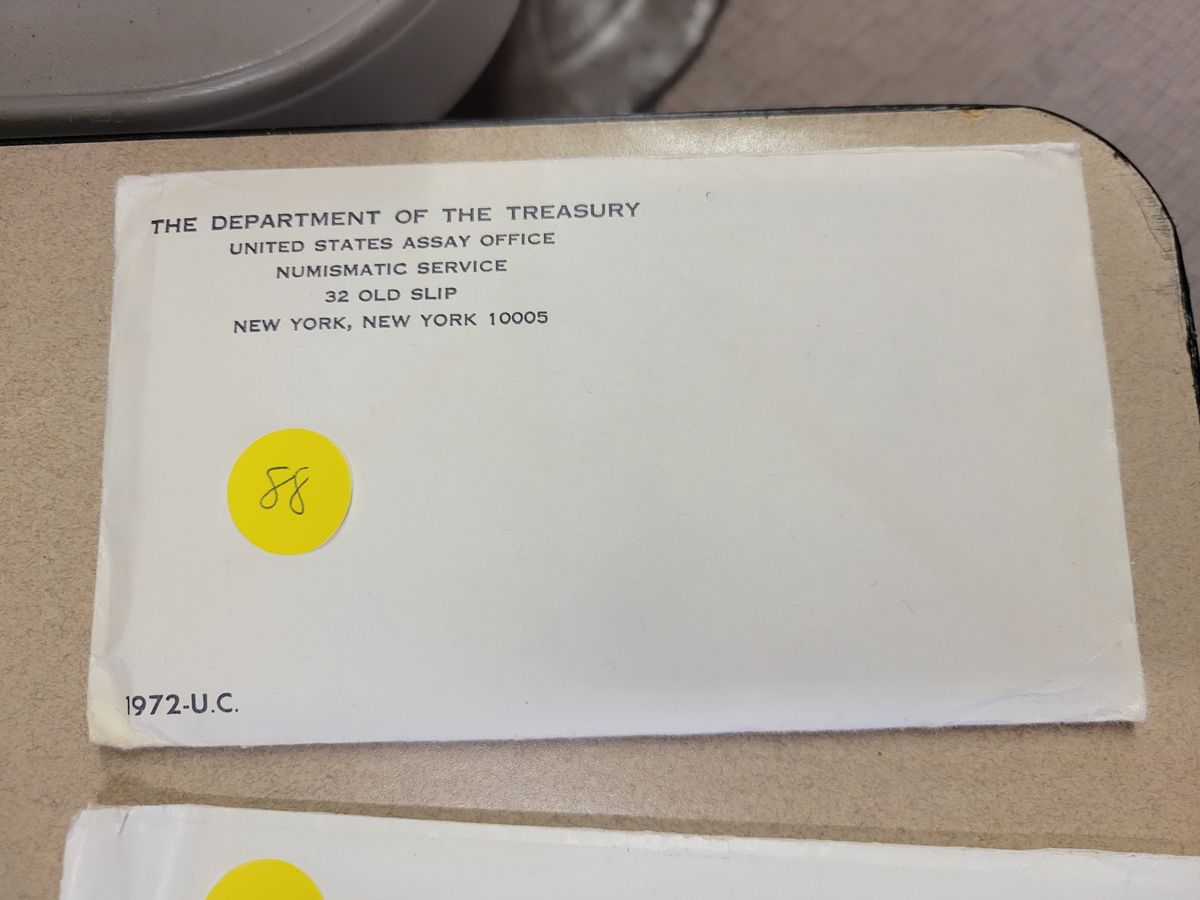 THE DEPARTMENT OF THE TREASURY
UNITED STATES ASSAY OFFICE
NUMISMATIC SERVICE
32 OLD SLIP
NEW YORK, NEW YORK 10005
88
1972-U.C.